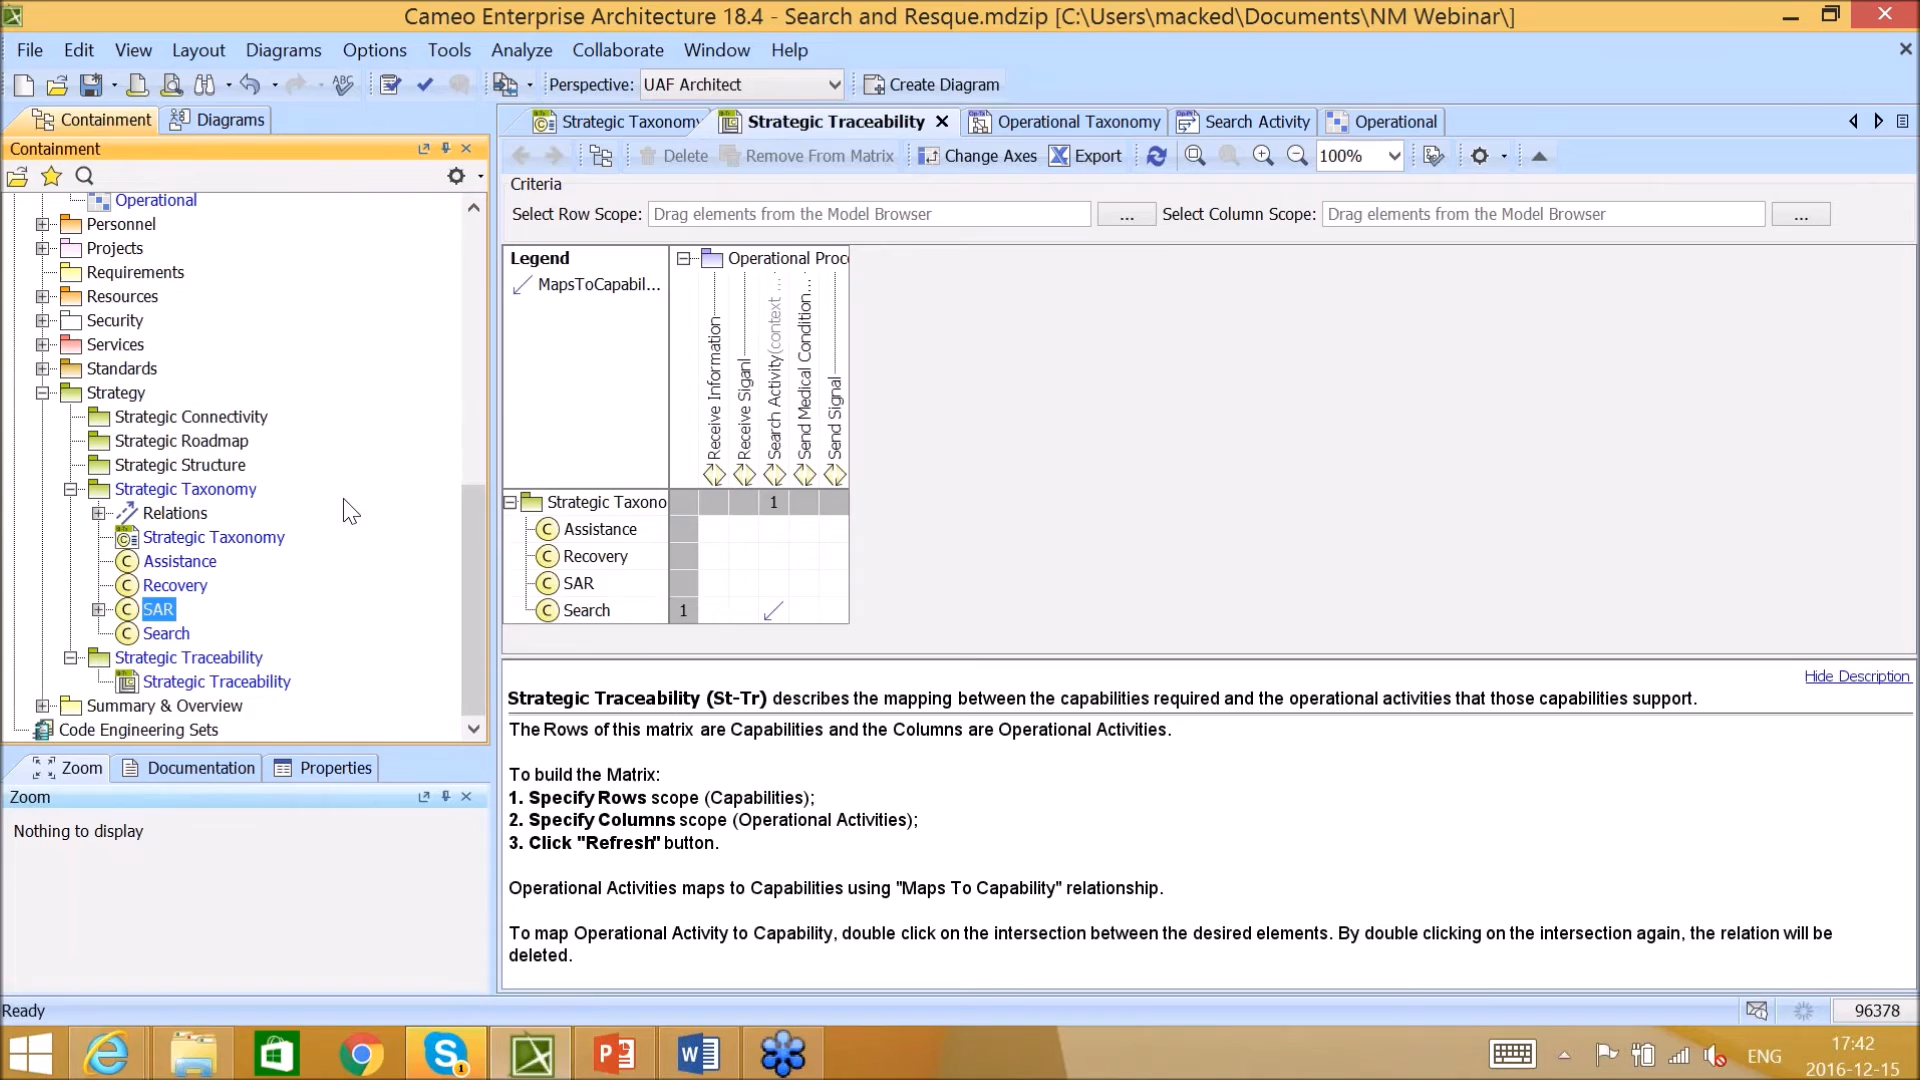 Cameo Enterprise Architecture 18.4 - Search and Resque.mdzip [C:\Users\macked\Documents\NM Webinar\]
File Edit View Layout Diagrams Options Tools Analyze Collaborate Window Help
Perspective: UAF Architect Create Diagram
Containment Diagrams
Strategic Taxonomy Strategic Traceability Operational Taxonomy Search Activity Operational
Containment
Delete Remove From Matrix Change Axes Export 100%
Criteria
Select Row Scope: Drag elements from the Model Browser ... Select Column Scope: Drag elements from the Model Browser ...
Operational
Personnel
Projects
Requirements
Resources
Security
Services
Standards
Strategy
Strategic Connectivity
Strategic Roadmap
Strategic Structure
Strategic Taxonomy
Relations
Strategic Taxonomy
Assistance
Recovery
SAR
Search
Strategic Traceability
Strategic Traceability
Summary & Overview
Code Engineering Sets
Legend
MapsToCapabil...
Operational Proc
Receive Information
Receive Siganl
Search Activity(context ...
Send Medical Condition...
Send Signal
Strategic Taxono 1
C Assistance
C Recovery
C SAR
C Search 1
Hide Description
Strategic Traceability (St-Tr) describes the mapping between the capabilities required and the operational activities that those capabilities support.
The Rows of this matrix are Capabilities and the Columns are Operational Activities.
To build the Matrix:
1. Specify Rows scope (Capabilities);
2. Specify Columns scope (Operational Activities);
3. Click "Refresh" button.
Operational Activities maps to Capabilities using "Maps To Capability" relationship.
To map Operational Activity to Capability, double click on the intersection between the desired elements. By double clicking on the intersection again, the relation will be
deleted.
Zoom Documentation Properties
Zoom
Nothing to display
Ready
96378
ENG
17:42
2016-12-15